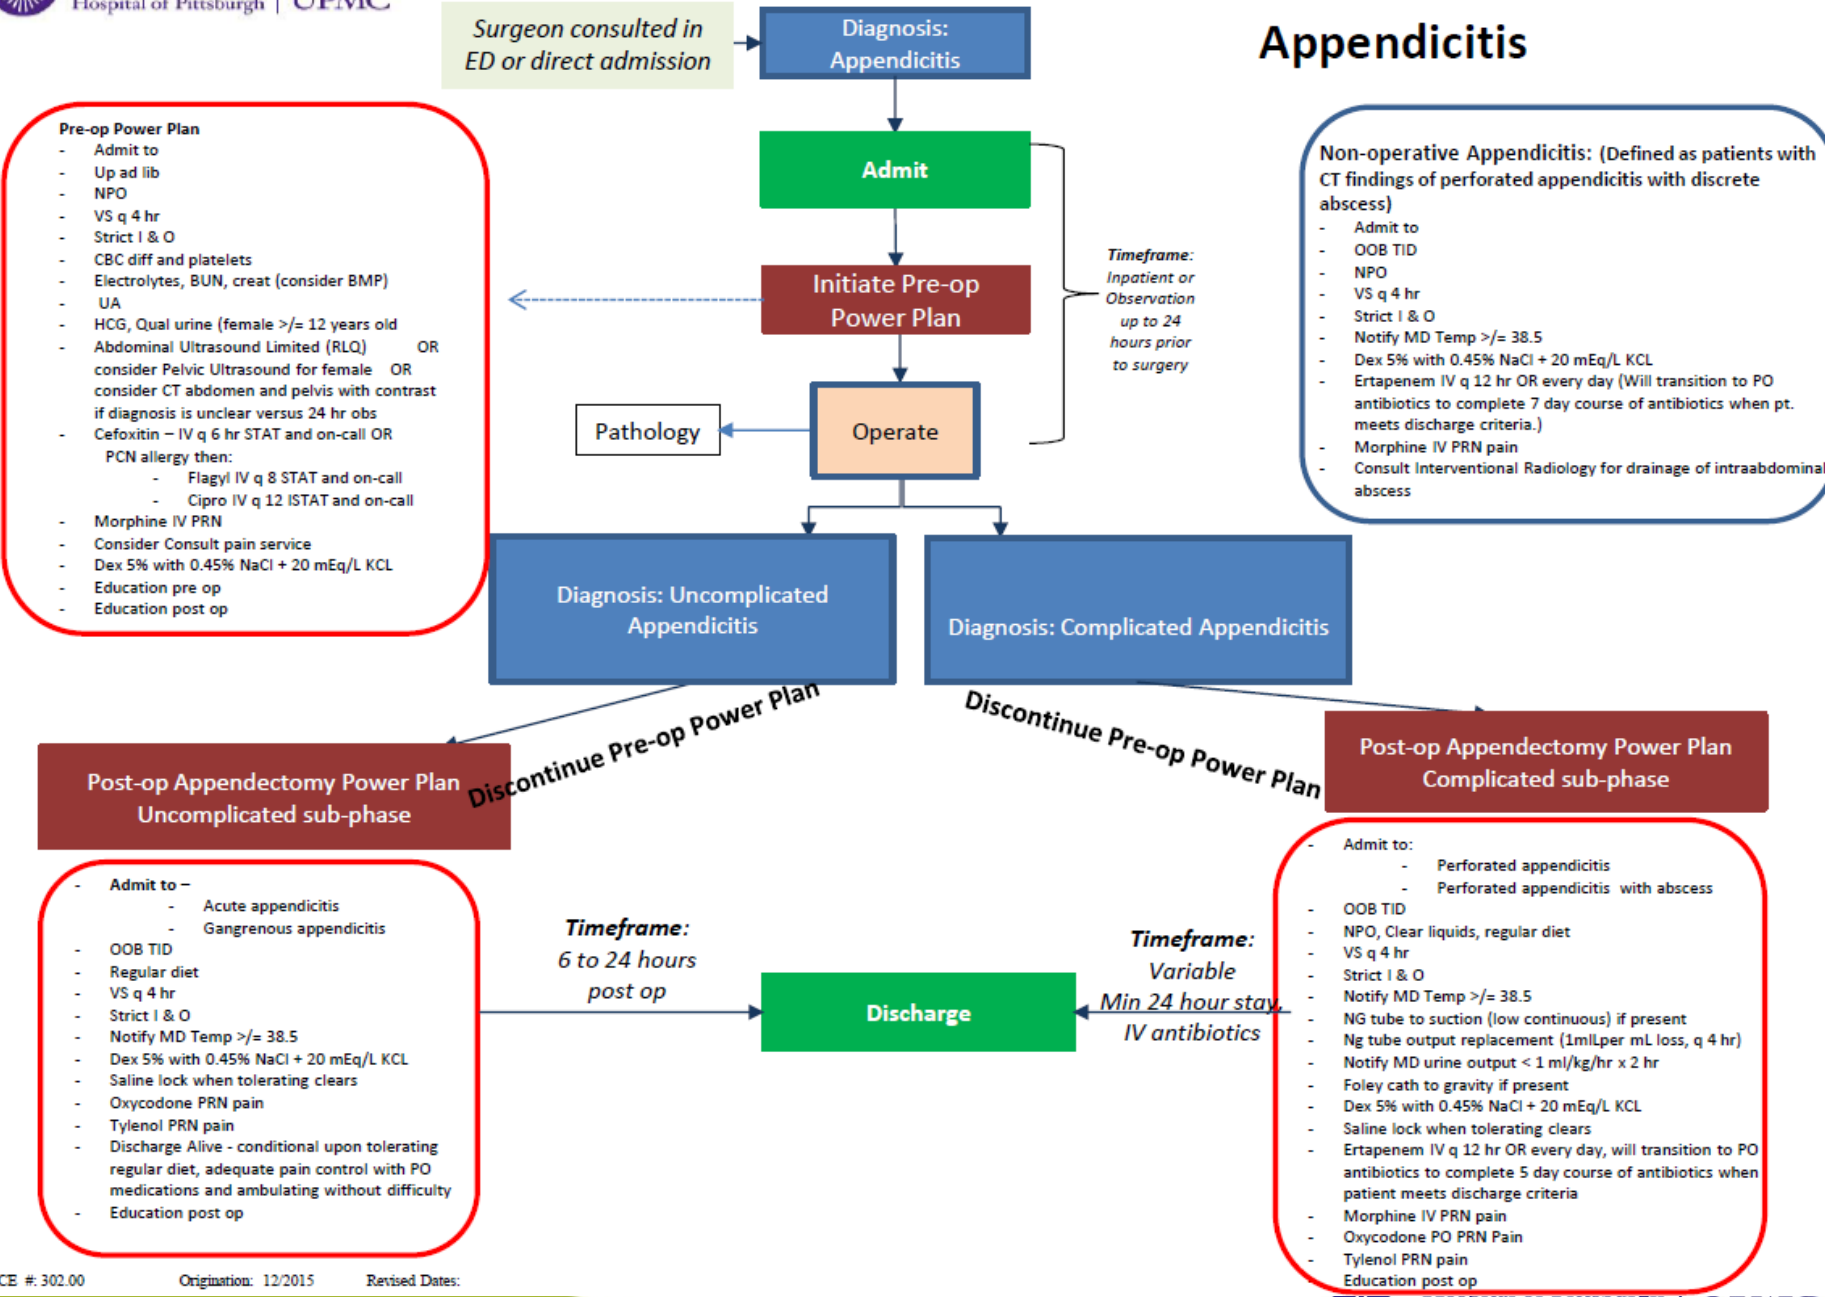 Hospital of Pittsburgh | UPMC
Surgeon consulted in
ED or direct admission
Diagnosis:
Appendicitis
Appendicitis
Admit
Initiate Pre-op
Power Plan
Timeframe:
Inpatient or
Observation
up to 24
hours prior
to surgery
Pathology
Operate
Pre-op Power Plan
- Admit to
- Up ad lib
- NPO
- VS q 4 hr
- Strict I & O
- CBC diff and platelets
- Electrolytes, BUN, creat (consider BMP)
- UA
- HCG, Qual urine (female >/= 12 years old
- Abdominal Ultrasound Limited (RLQ) OR
consider Pelvic Ultrasound for female OR
consider CT abdomen and pelvis with contrast
if diagnosis is unclear versus 24 hr obs
- Cefoxitin – IV q 6 hr STAT and on-call OR
PCN allergy then:
- Flagyl IV q 8 STAT and on-call
- Cipro IV q 12 ISTAT and on-call
- Morphine IV PRN
- Consider Consult pain service
- Dex 5% with 0.45% NaCl + 20 mEq/L KCL
- Education pre op
- Education post op
Non-operative Appendicitis: (Defined as patients with
CT findings of perforated appendicitis with discrete
abscess)
- Admit to
- OOB TID
- NPO
- VS q 4 hr
- Strict I & O
- Notify MD Temp >/= 38.5
- Dex 5% with 0.45% NaCl + 20 mEq/L KCL
- Ertapenem IV q 12 hr OR every day (Will transition to PO
antibiotics to complete 7 day course of antibiotics when pt.
meets discharge criteria.)
- Morphine IV PRN pain
- Consult Interventional Radiology for drainage of intraabdominal
abscess
Diagnosis: Uncomplicated
Appendicitis
Diagnosis: Complicated Appendicitis
Discontinue Pre-op Power Plan
Discontinue Pre-op Power Plan
Post-op Appendectomy Power Plan
Uncomplicated sub-phase
Post-op Appendectomy Power Plan
Complicated sub-phase
- Admit to –
- Acute appendicitis
- Gangrenous appendicitis
- OOB TID
- Regular diet
- VS q 4 hr
- Strict I & O
- Notify MD Temp >/= 38.5
- Dex 5% with 0.45% NaCl + 20 mEq/L KCL
- Saline lock when tolerating clears
- Oxycodone PRN pain
- Tylenol PRN pain
- Discharge Alive - conditional upon tolerating
regular diet, adequate pain control with PO
medications and ambulating without difficulty
- Education post op
Timeframe:
6 to 24 hours
post op
Discharge
Timeframe:
Variable
Min 24 hour stay,
IV antibiotics
- Admit to:
- Perforated appendicitis
- Perforated appendicitis with abscess
- OOB TID
- NPO, Clear liquids, regular diet
- VS q 4 hr
- Strict I & O
- Notify MD Temp >/= 38.5
- NG tube to suction (low continuous) if present
- Ng tube output replacement (1mlLper mL loss, q 4 hr)
- Notify MD urine output < 1 ml/kg/hr x 2 hr
- Foley cath to gravity if present
- Dex 5% with 0.45% NaCl + 20 mEq/L KCL
- Saline lock when tolerating clears
- Ertapenem IV q 12 hr OR every day, will transition to PO
antibiotics to complete 5 day course of antibiotics when
patient meets discharge criteria
- Morphine IV PRN pain
- Oxycodone PO PRN Pain
- Tylenol PRN pain
- Education post op
CE #: 302.00 Origination: 12/2015 Revised Dates: